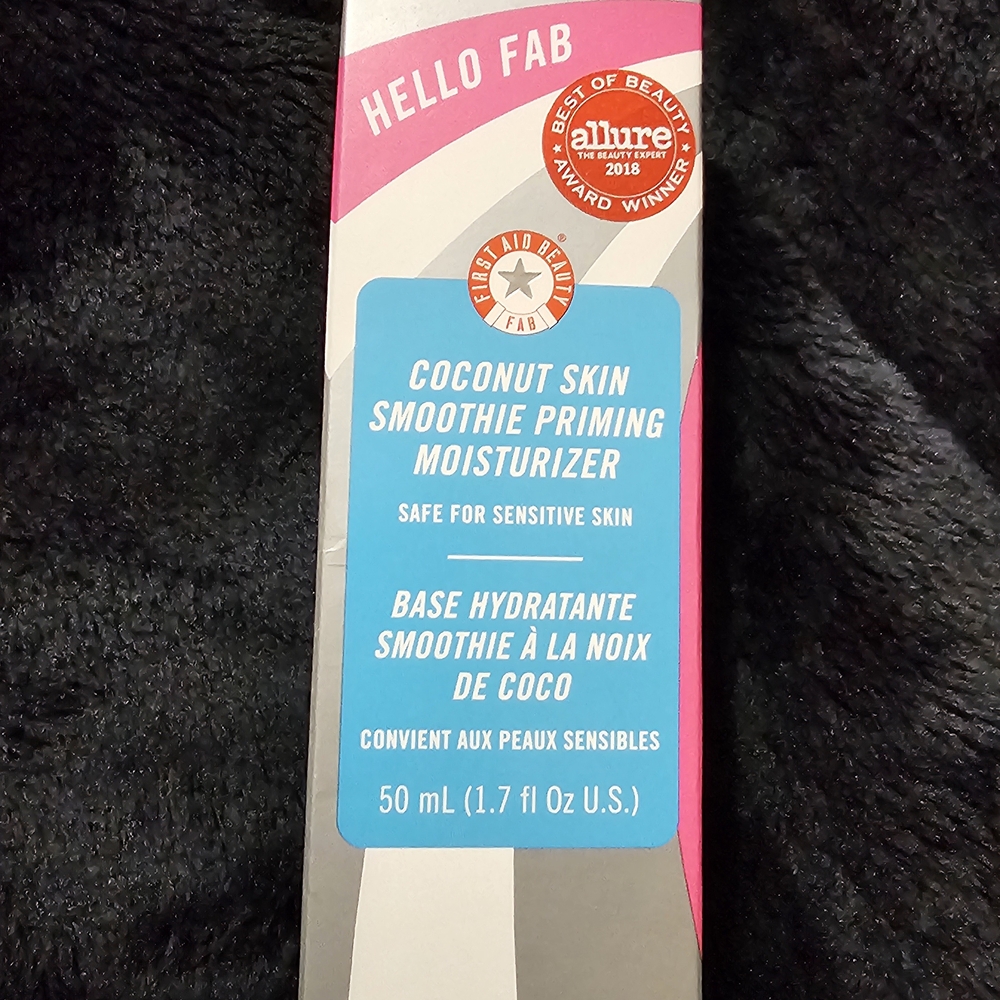 HELLO FAB
BEST OF BEAUTY
allure
THE BEAUTY EXPERT
2018
AWARD WINNER
FIRST AID BEAUTY®
FAB
COCONUT SKIN
SMOOTHIE PRIMING
MOISTURIZER
SAFE FOR SENSITIVE SKIN
BASE HYDRATANTE
SMOOTHIE À LA NOIX
DE COCO
CONVIENT AUX PEAUX SENSIBLES
50 mL (1.7 fl Oz U.S.)